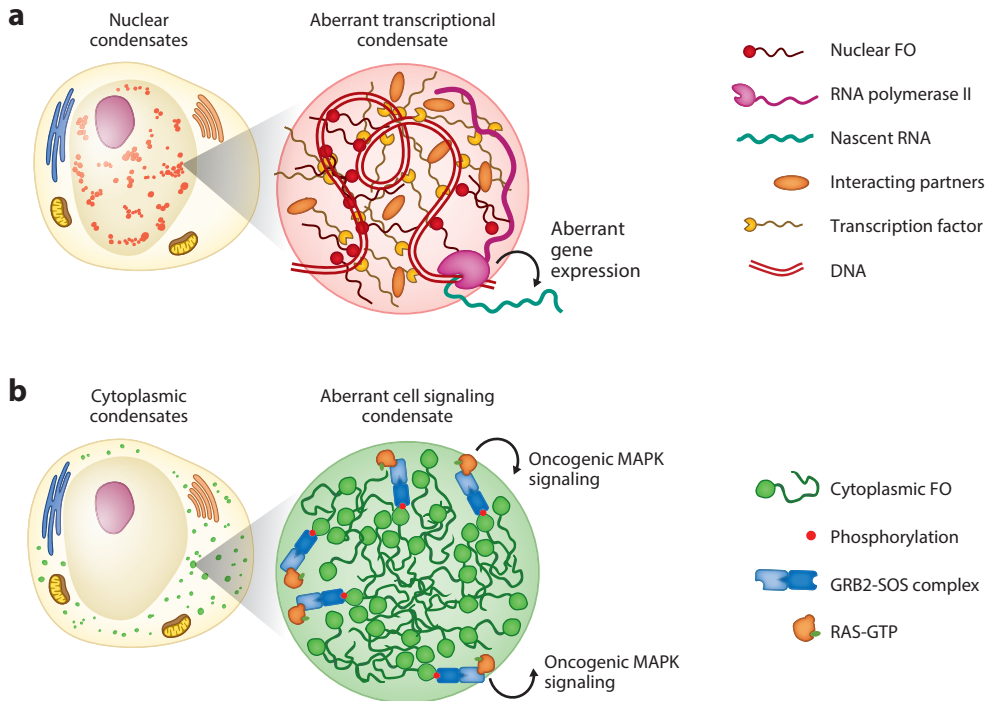 a
Nuclear
condensates
Aberrant transcriptional
condensate
Aberrant
gene
expression
Nuclear FO
RNA polymerase II
Nascent RNA
Interacting partners
Transcription factor
DNA
b
Cytoplasmic
condensates
Aberrant cell signaling
condensate
Oncogenic MAPK
signaling
Oncogenic MAPK
signaling
Cytoplasmic FO
Phosphorylation
GRB2-SOS complex
RAS-GTP